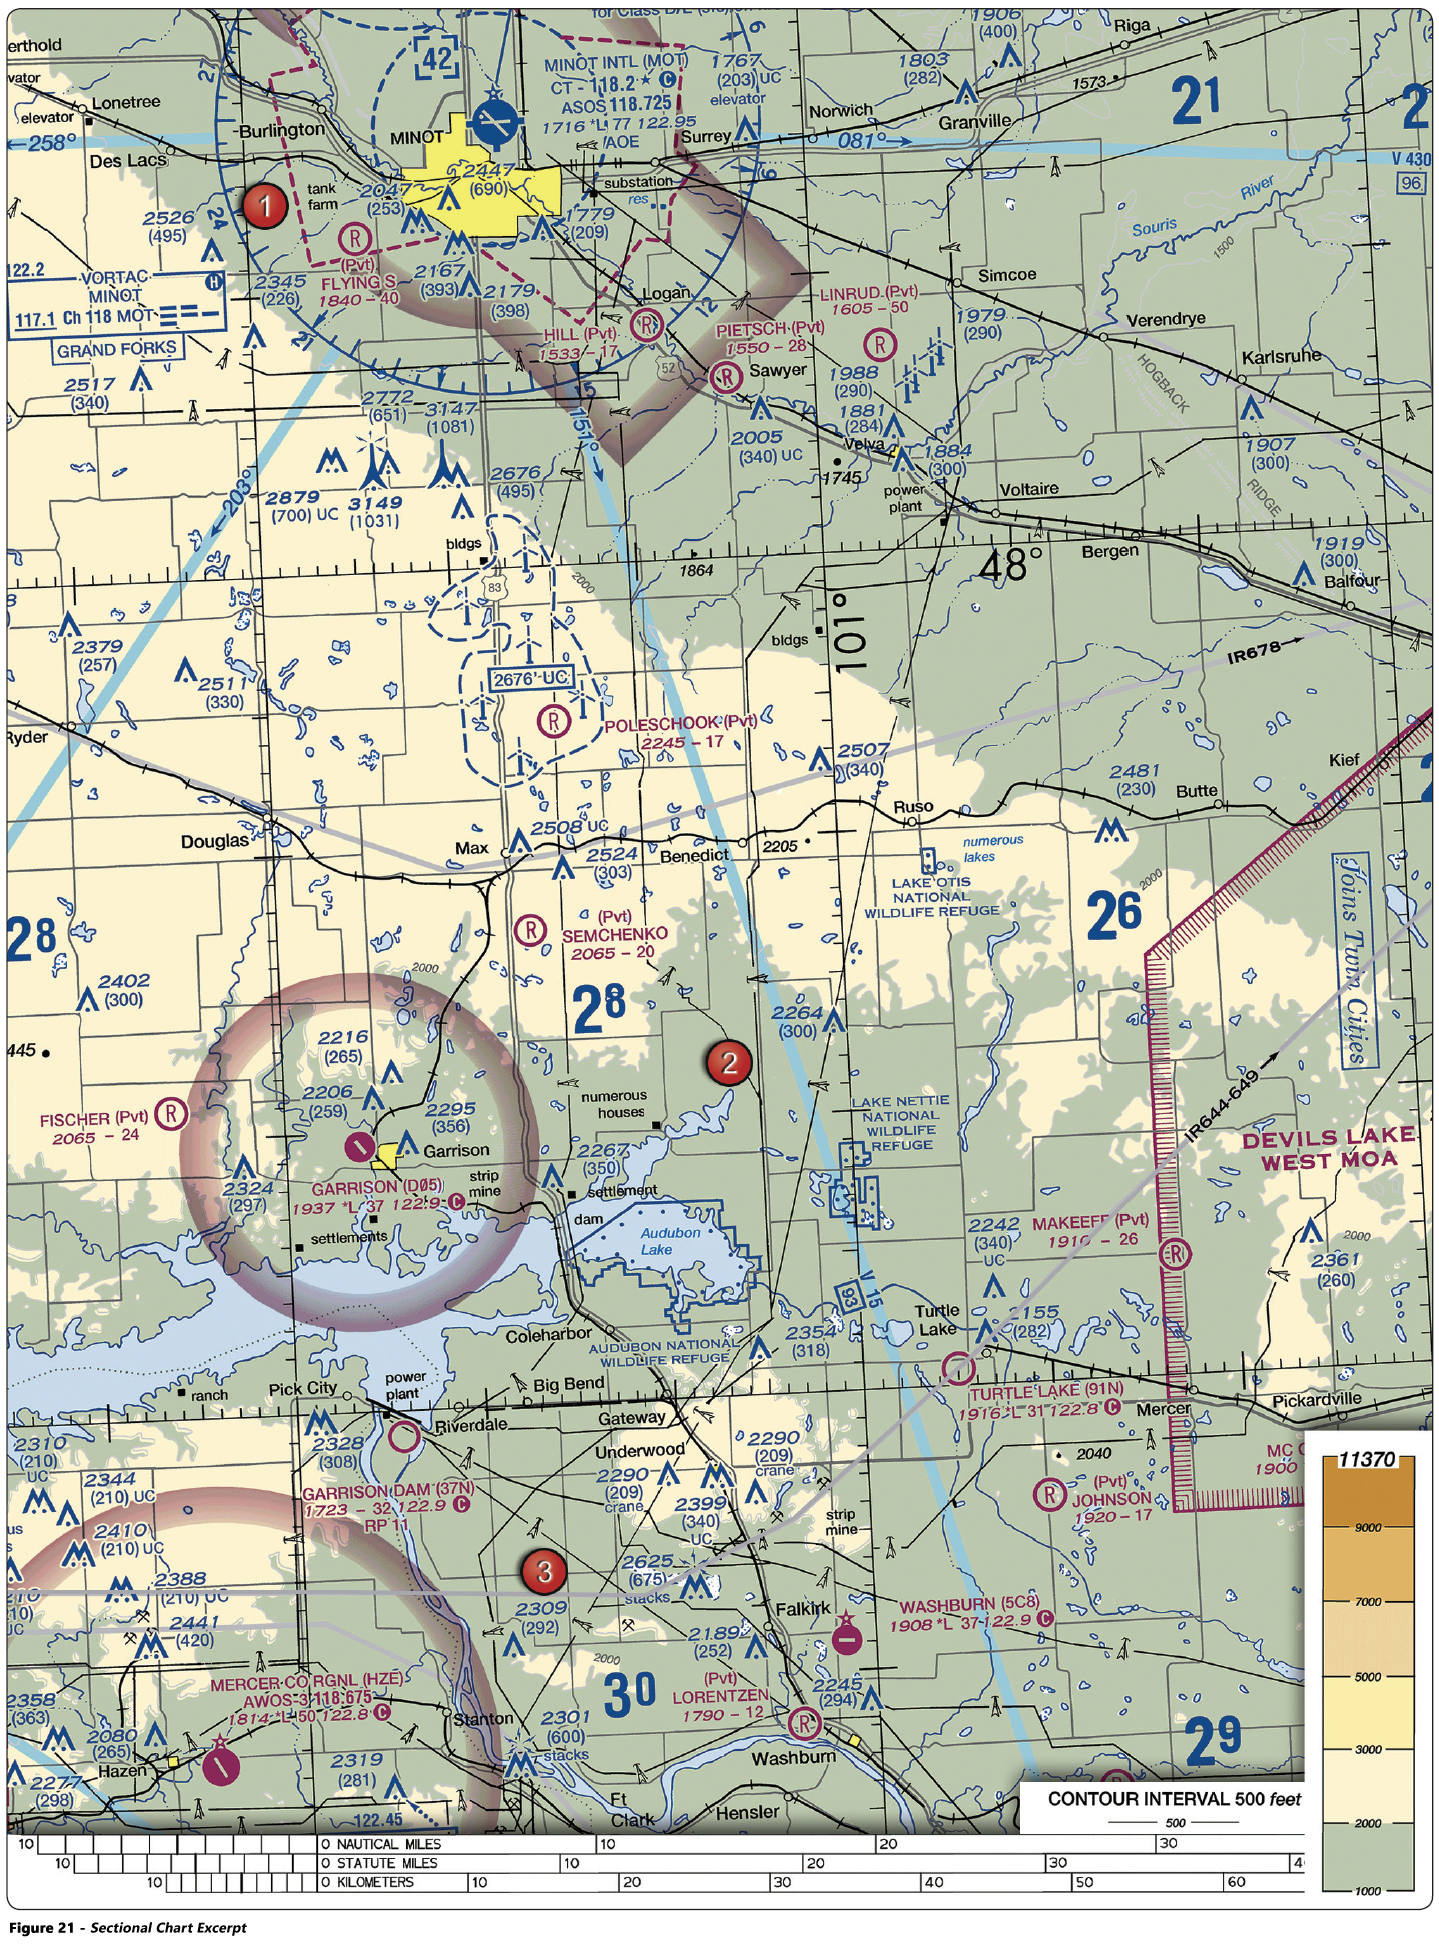 for Class D/E (sfc)
1906
(400)
Riga
6
erthold
27
42
MINOT INTL (MOT)
CT - 118.2 ★ C
ASOS 118.725
1716 *L 77 122.95
/AOE
1767
(203) UC
elevator
1803
(282)
1573
21
2
vator
Lonetree
elevator
Norwich
Granville
Burlington
MINOT
Surrey
081°
258°
Des Lacs
V 430
96
9
1
tank
farm
2047
(253)
2447
(690)
substation
res
River
Souris
1500
24
2526
(495)
1779
(209)
R
(Pvt)
FLYING S
1840 - 40
2167
(393)
2179
(398)
Simcoe
122.2
VORTAC
MINOT
H
117.1 Ch 118 MOT
GRAND FORKS
2345
(226)
21
Logan
12
LINRUD (Pvt)
1605 - 50
1979
(290)
Verendrye
HILL (Pvt)
1533 - 17
R
PIETSCH (Pvt)
1550 - 28
R
Karlsruhe
2517
(340)
52
R
Sawyer
1988
(290)
HOGBACK
RIDGE
15
2772
(651)
3147
(1081)
151°
2005
(340) UC
1881
(284)
Velva
1884
(300)
1907
(300)
2676
(495)
1745
203°
2879
(700) UC
3149
(1031)
power
plant
Voltaire
bldgs
1864
48°
Bergen
1919
(300)
Balfour
83
2000
3
2379
(257)
bldgs
101°
IR678
2511
(330)
2676' UC
R
POLESCHOOK (Pvt)
2245 - 17
Ryder
2507
(340)
Kief
2481
(230)
Butte
Ruso
Douglas
Max
2508 UC
2524
(303)
Benedict
2205
numerous
lakes
LAKE OTIS
NATIONAL
WILDLIFE REFUGE
2000
26
Joins Twin Cities
28
R
(Pvt)
SEMCHENKO
2065 - 20
2000
2402
(300)
28
2264
(300)
445
2216
(265)
2
2206
(259)
numerous
houses
LAKE NETTIE
NATIONAL
WILDLIFE
REFUGE
IR644-649
FISCHER (Pvt)
2065 - 24
R
2295
(356)
Garrison
DEVILS LAKE
WEST MOA
2324
(297)
GARRISON (D05)
1937 *L 37 122.9 C
strip
mine
2267
(350)
settlement
dam
settlements
Audubon
Lake
2242
(340)
UC
MAKEEFF (Pvt)
1910 - 26
R
2000
2361
(260)
V 15
93
Turtle
Lake
155
(282)
Coleharbor
AUDUBON NATIONAL
WILDLIFE REFUGE
2354
(318)
ranch
Pick City
power
plant
Big Bend
TURTLE LAKE (91N)
1916 *L 31 122.8 C
Mercer
Pickardville
Riverdale
Gateway
2310
(210)
UC
2328
(308)
Underwood
2290
(209)
crane
2290
(209)
crane
2040
MC
1900
11370
2344
(210) UC
GARRISON DAM (37N)
1723 - 32 122.9 C
RP 11
2399
(340)
UC
R
(Pvt)
JOHNSON
1920 - 17
strip
mine
2410
(210) UC
9000
3
2625
(675)
stacks
2388
(210) UC
7000
2309
(292)
Falkirk
WASHBURN (5C8)
1908 *L 37 122.9 C
2441
(420)
2189
(252)
2000
MERCER CO RGNL (HZE)
AWOS-3 118.675
1814 *L 50 122.8 C
30
(Pvt)
LORENTZEN
1790 - 12
R
2245
(294)
5000
2358
(363)
Stanton
2301
(600)
stacks
2080
(265)
Hazen
Washburn
29
3000
2277
(298)
2319
(281)
Ft
Clark
Hensler
122.45
CONTOUR INTERVAL 500 feet
500
2000
10 0 NAUTICAL MILES 10 20 30
10 0 STATUTE MILES 10 20 30 4
10 0 KILOMETERS 10 20 30 40 50 60
1000
Figure 21 - Sectional Chart Excerpt